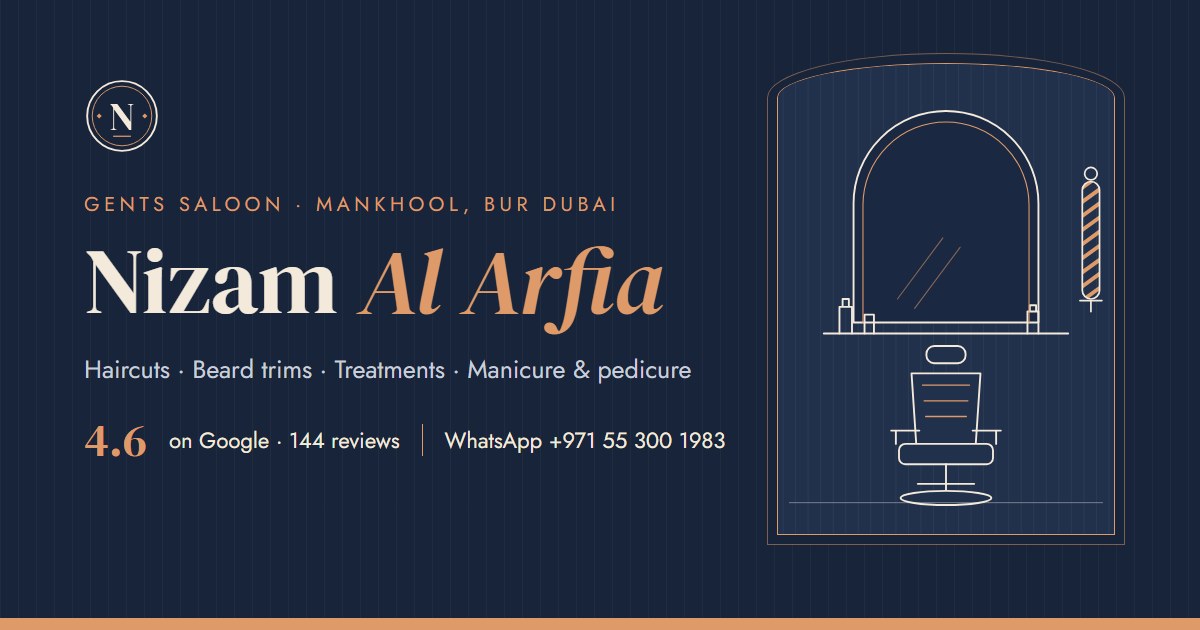 N
GENTS SALOON · MANKHOOL, BUR DUBAI
Nizam Al Arfia
Haircuts · Beard trims · Treatments · Manicure & pedicure
4.6 on Google · 144 reviews | WhatsApp +971 55 300 1983